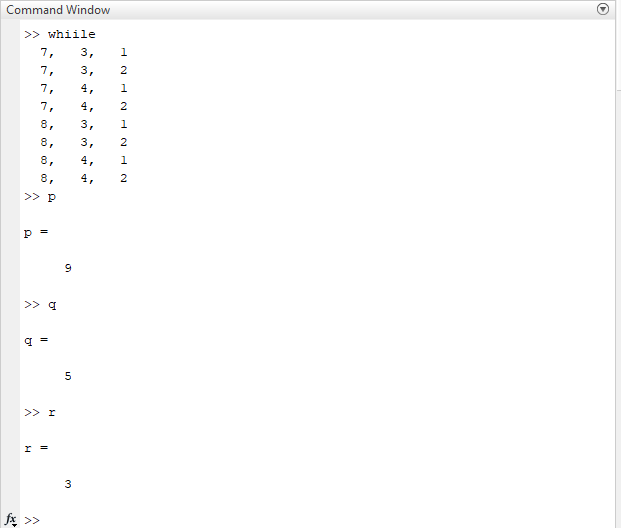 Command Window
>> whiile
7, 3, 1
7, 3, 2
7, 4, 1
7, 4, 2
8, 3, 1
8, 3, 2
8, 4, 1
8, 4, 2
>> p
p =
9
>> q
q =
5
>> r
r =
3
fx >>